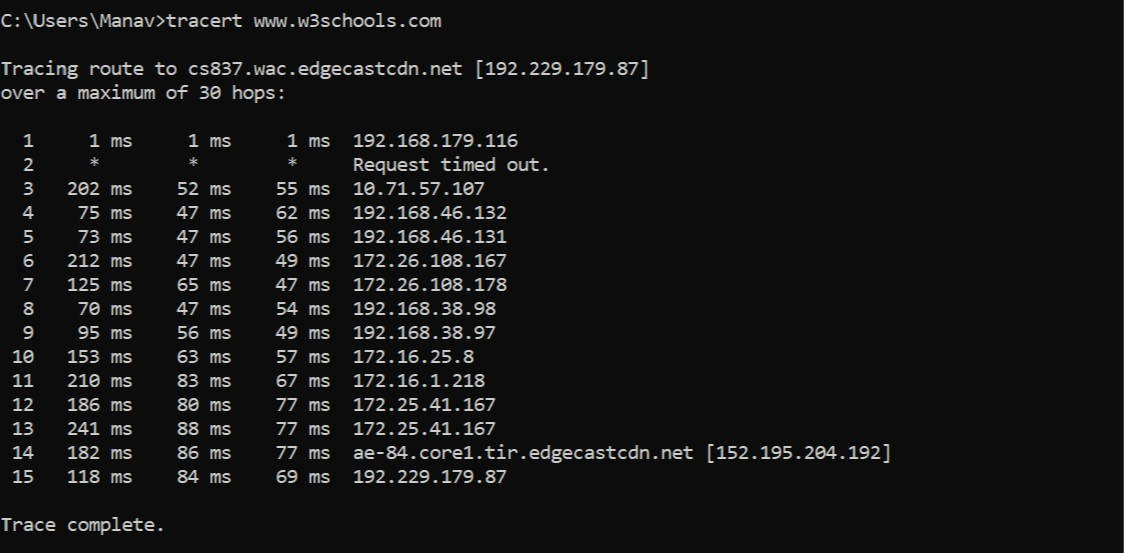 C:\Users\Manav>tracert www.w3schools.com
Tracing route to cs837.wac.edgecastcdn.net [192.229.179.87]
over a maximum of 30 hops:
1 1 ms 1 ms 1 ms 192.168.179.116
2 * * * Request timed out.
3 202 ms 52 ms 55 ms 10.71.57.107
4 75 ms 47 ms 62 ms 192.168.46.132
5 73 ms 47 ms 56 ms 192.168.46.131
6 212 ms 47 ms 49 ms 172.26.108.167
7 125 ms 65 ms 47 ms 172.26.108.178
8 70 ms 47 ms 54 ms 192.168.38.98
9 95 ms 56 ms 49 ms 192.168.38.97
10 153 ms 63 ms 57 ms 172.16.25.8
11 210 ms 83 ms 67 ms 172.16.1.218
12 186 ms 80 ms 77 ms 172.25.41.167
13 241 ms 88 ms 77 ms 172.25.41.167
14 182 ms 86 ms 77 ms ae-84.core1.tir.edgecastcdn.net [152.195.204.192]
15 118 ms 84 ms 69 ms 192.229.179.87
Trace complete.